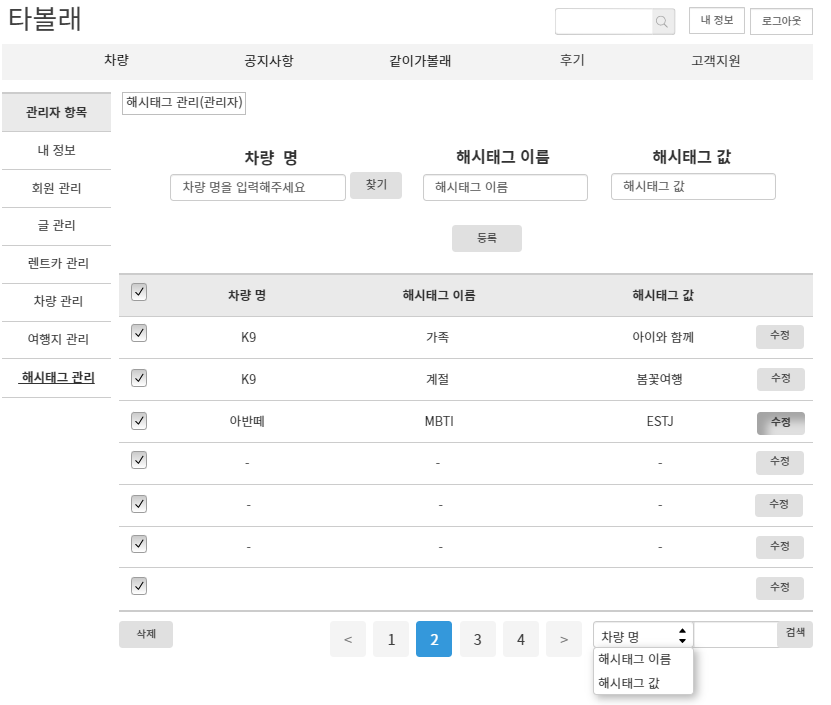 타볼래
내 정보 로그아웃
차량 공지사항 같이가볼래 후기 고객지원
관리자 항목
내 정보
회원 관리
글 관리
렌트카 관리
차량 관리
여행지 관리
해시태그 관리
해시태그 관리(관리자)
차량 명 해시태그 이름 해시태그 값
차량 명을 입력해주세요 찾기 해시태그 이름 해시태그 값
등록
차량 명 해시태그 이름 해시태그 값
K9 가족 아이와 함께 수정
K9 계절 봄꽃여행 수정
아반떼 MBTI ESTJ 수정
- - - 수정
- - - 수정
- - - 수정
수정
삭제 < 1 2 3 4 > 차량 명 검색
해시태그 이름
해시태그 값